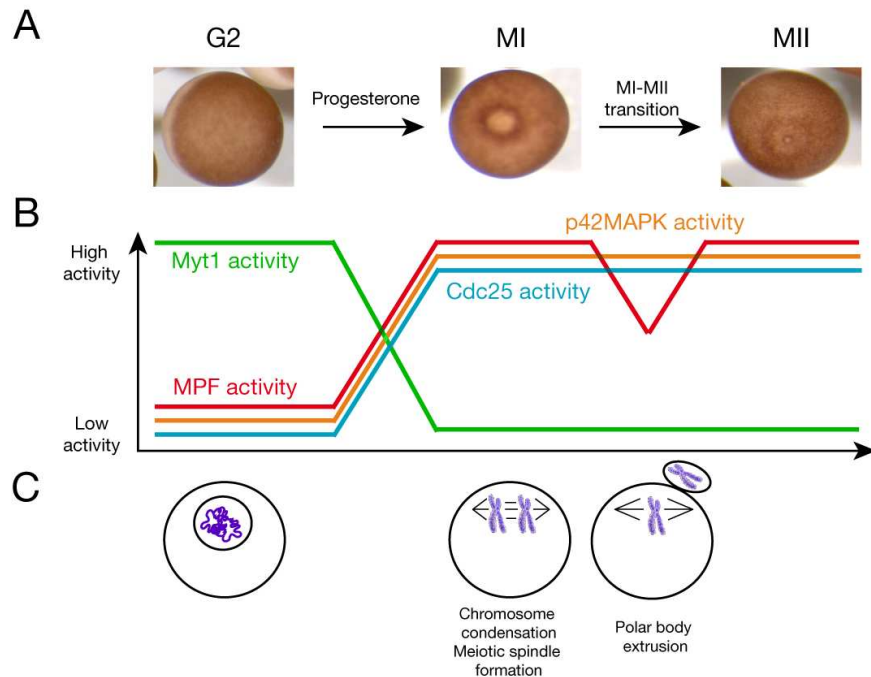 A
G2
MI
MII
Progesterone
MI-MII
transition
B
High
activity
Myt1 activity
p42MAPK activity
Cdc25 activity
MPF activity
Low
activity
C
Chromosome
condensation
Meiotic spindle
formation
Polar body
extrusion